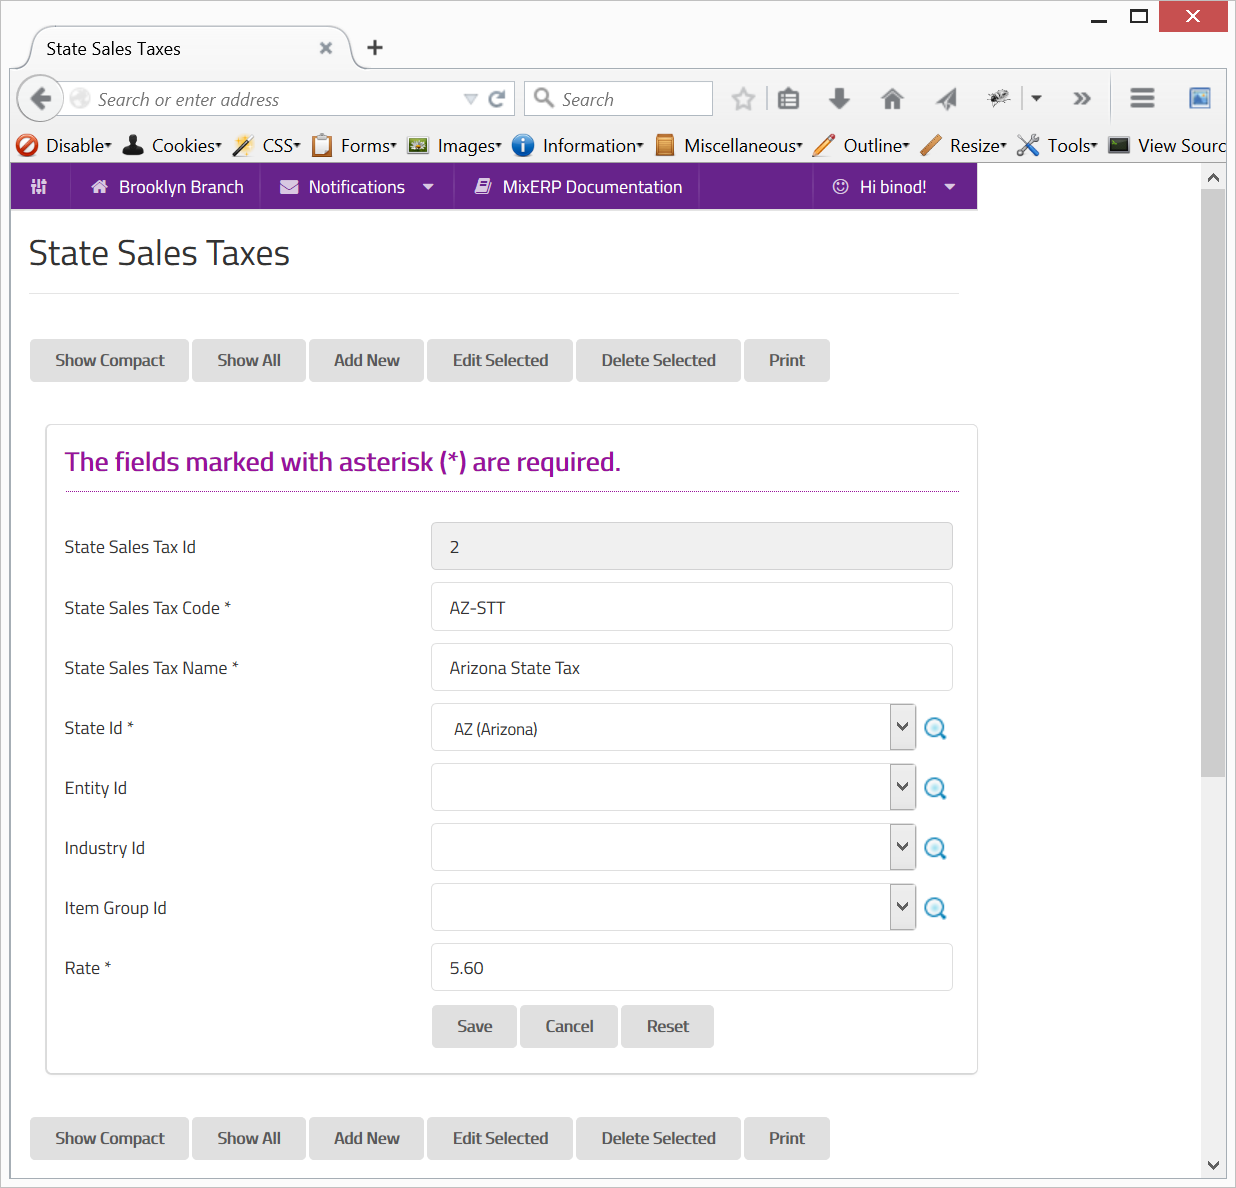 State Sales Taxes
Search or enter address
Search
Disable Cookies CSS Forms Images Information Miscellaneous Outline Resize Tools View Sourc
Brooklyn Branch Notifications MixERP Documentation Hi binod!
State Sales Taxes
Show Compact Show All Add New Edit Selected Delete Selected Print
The fields marked with asterisk (*) are required.
State Sales Tax Id 2
State Sales Tax Code * AZ-STT
State Sales Tax Name * Arizona State Tax
State Id * AZ (Arizona)
Entity Id
Industry Id
Item Group Id
Rate * 5.60
Save Cancel Reset
Show Compact Show All Add New Edit Selected Delete Selected Print